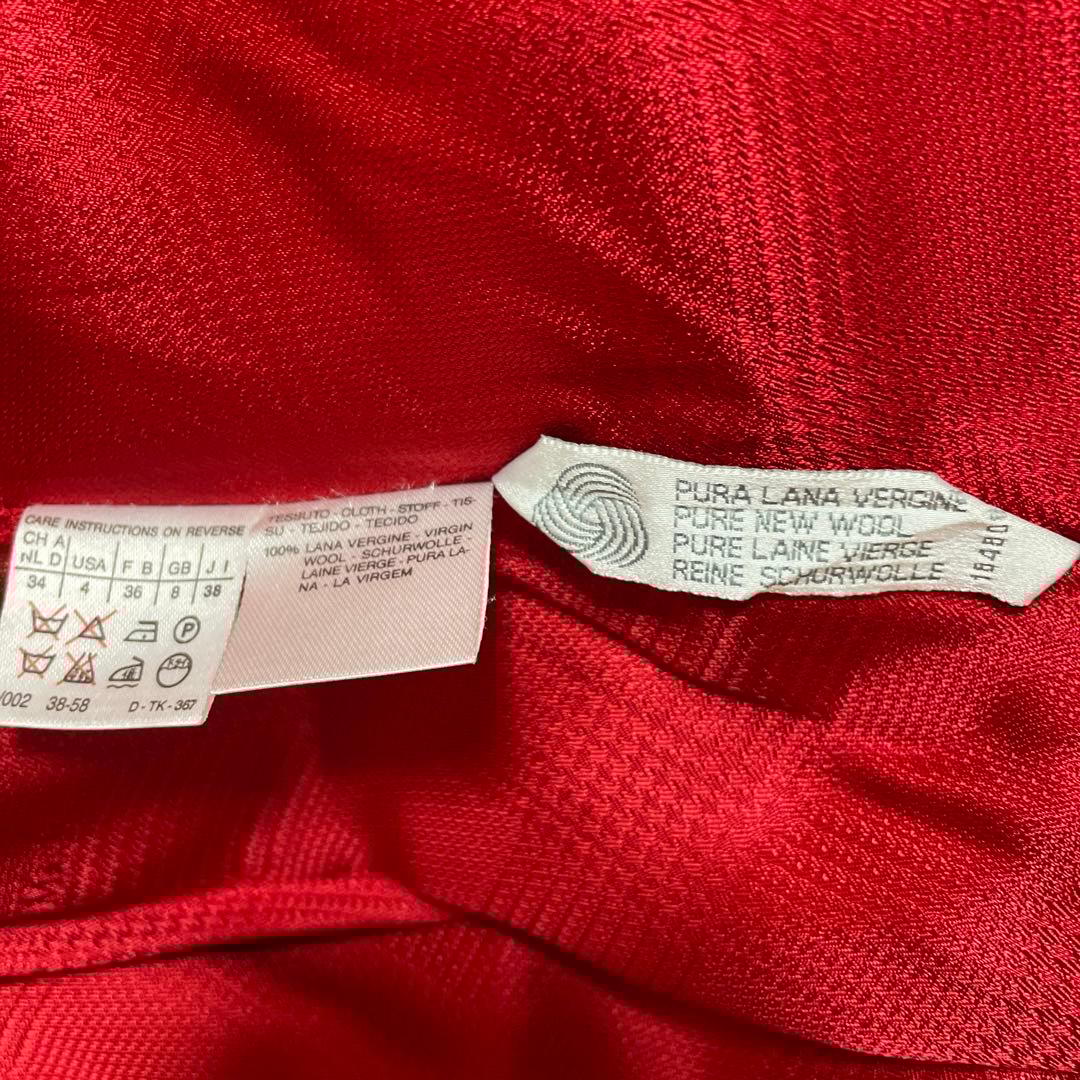 CARE INSTRUCTIONS ON REVERSE
CH A
NL D USA F B GB J I
34 4 36 8 38
P
/002 38-58 D-TK-367
TESSUTO - CLOTH - STOFF - TIS-
SU - TEJIDO - TECIDO
100% LANA VERGINE - VIRGIN
WOOL - SCHURWOLLE -
LAINE VIERGE - PURA LA-
NA - LA VIRGEM
PURA LANA VERGINE
PURE NEW WOOL
PURE LAINE VIERGE
REINE SCHURWOLLE